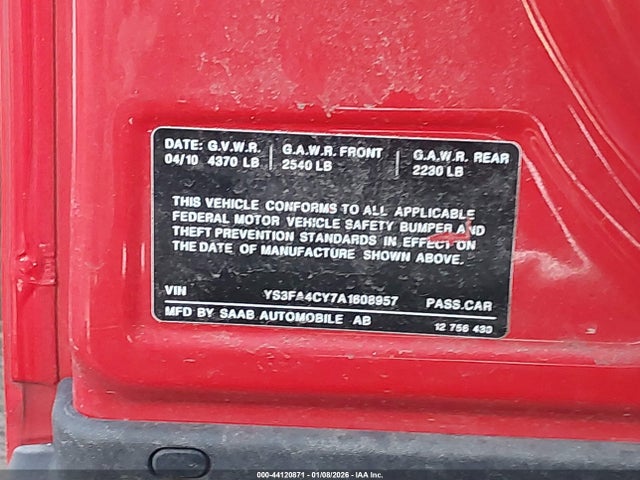 DATE: G.V.W.R. G.A.W.R. FRONT G.A.W.R. REAR
04/10 4370 LB 2540 LB 2230 LB
THIS VEHICLE CONFORMS TO ALL APPLICABLE
FEDERAL MOTOR VEHICLE SAFETY BUMPER AND
THEFT PREVENTION STANDARDS IN EFFECT ON
THE DATE OF MANUFACTURE SHOWN ABOVE.
VIN YS3FA4CY7A1608957 PASS.CAR
MFD BY SAAB AUTOMOBILE AB 12 756 430
000-44120871 - 01/08/2026 - IAA Inc.